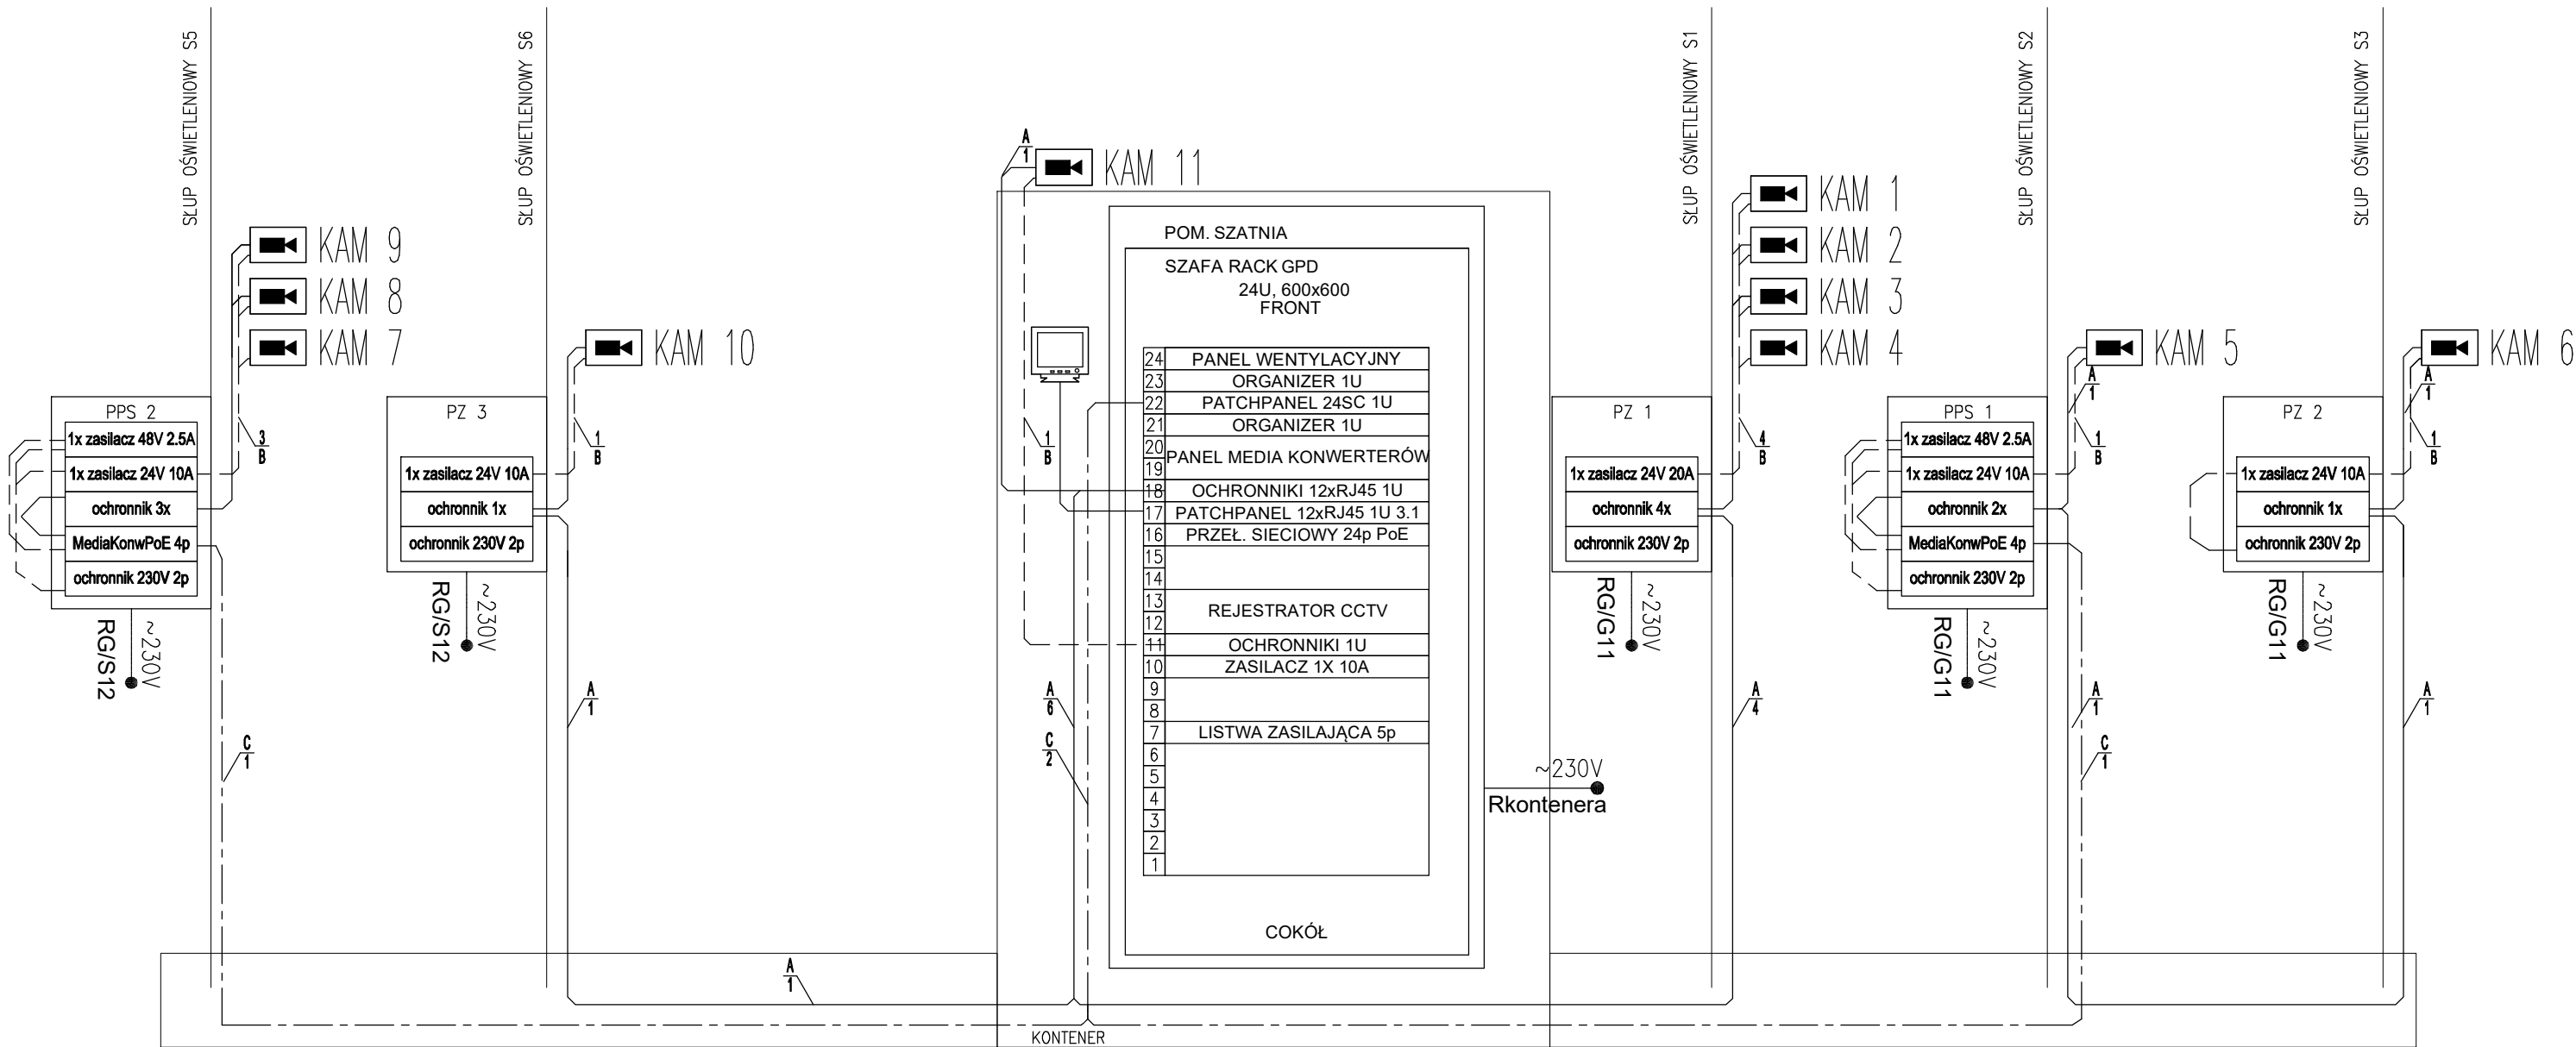 SŁUP OŚWIETLENIOWY S5
SŁUP OŚWIETLENIOWY S6
SŁUP OŚWIETLENIOWY S1
SŁUP OŚWIETLENIOWY S2
SŁUP OŚWIETLENIOWY S3
KAM 9
KAM 8
KAM 7
3
B
PPS 2
1x zasilacz 48V 2.5A
1x zasilacz 24V 10A
ochronnik 3x
MediaKonwPoE 4p
ochronnik 230V 2p
~230V
RG/S12
C
1
KAM 10
1
B
PZ 3
1x zasilacz 24V 10A
ochronnik 1x
ochronnik 230V 2p
~230V
RG/S12
A
1
A
1
A
1
KAM 11
1
B
A
6
C
2
POM. SZATNIA
SZAFA RACK GPD
24U, 600x600
FRONT
24 PANEL WENTYLACYJNY
23 ORGANIZER 1U
22 PATCHPANEL 24SC 1U
21 ORGANIZER 1U
20
PANEL MEDIA KONWERTERÓW
19
18 OCHRONNIKI 12xRJ45 1U
17 PATCHPANEL 12xRJ45 1U 3.1
16 PRZEŁ. SIECIOWY 24p PoE
15
14
13
REJESTRATOR CCTV
12
11 OCHRONNIKI 1U
10 ZASILACZ 1X 10A
9
8
7 LISTWA ZASILAJĄCA 5p
6
5
4
3
2
1
COKÓŁ
~230V
Rkontenera
KONTENER
KAM 1
KAM 2
KAM 3
KAM 4
4
B
PZ 1
1x zasilacz 24V 20A
ochronnik 4x
ochronnik 230V 2p
~230V
RG/G11
A
4
KAM 5
A
1
1
B
PPS 1
1x zasilacz 48V 2.5A
1x zasilacz 24V 10A
ochronnik 2x
MediaKonwPoE 4p
ochronnik 230V 2p
~230V
RG/G11
A
1
C
1
KAM 6
A
1
1
B
PZ 2
1x zasilacz 24V 10A
ochronnik 1x
ochronnik 230V 2p
~230V
RG/G11
A
1